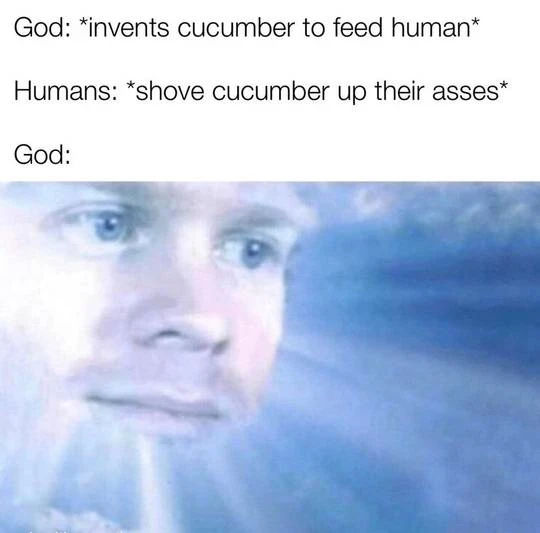 God: *invents cucumber to feed human*
Humans: *shove cucumber up their asses*
God: